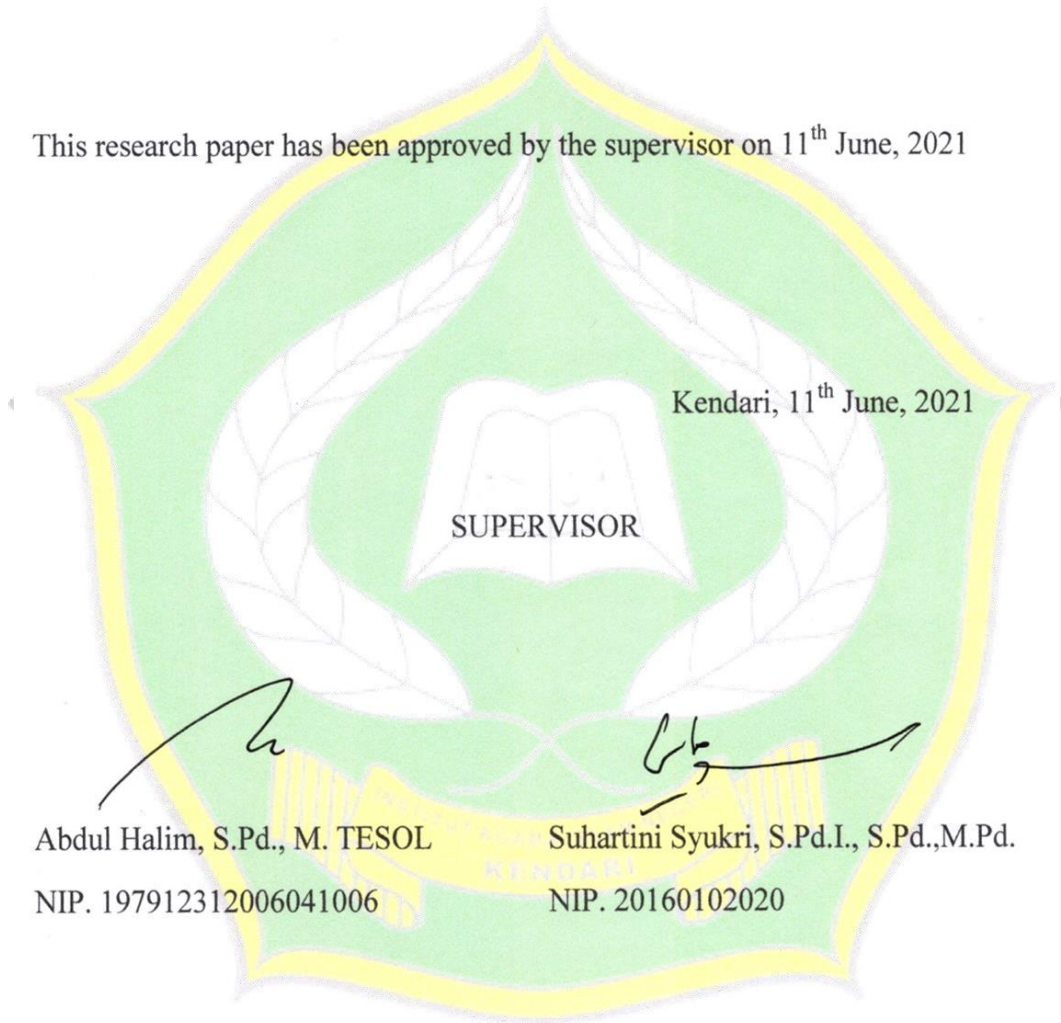 This research paper has been approved by the supervisor on 11th June, 2021
Kendari, 11th June, 2021
SUPERVISOR
Abdul Halim, S.Pd., M. TESOL
Suhartini Syukri, S.Pd.I., S.Pd.,M.Pd.
NIP. 197912312006041006
NIP. 20160102020
KENDARI